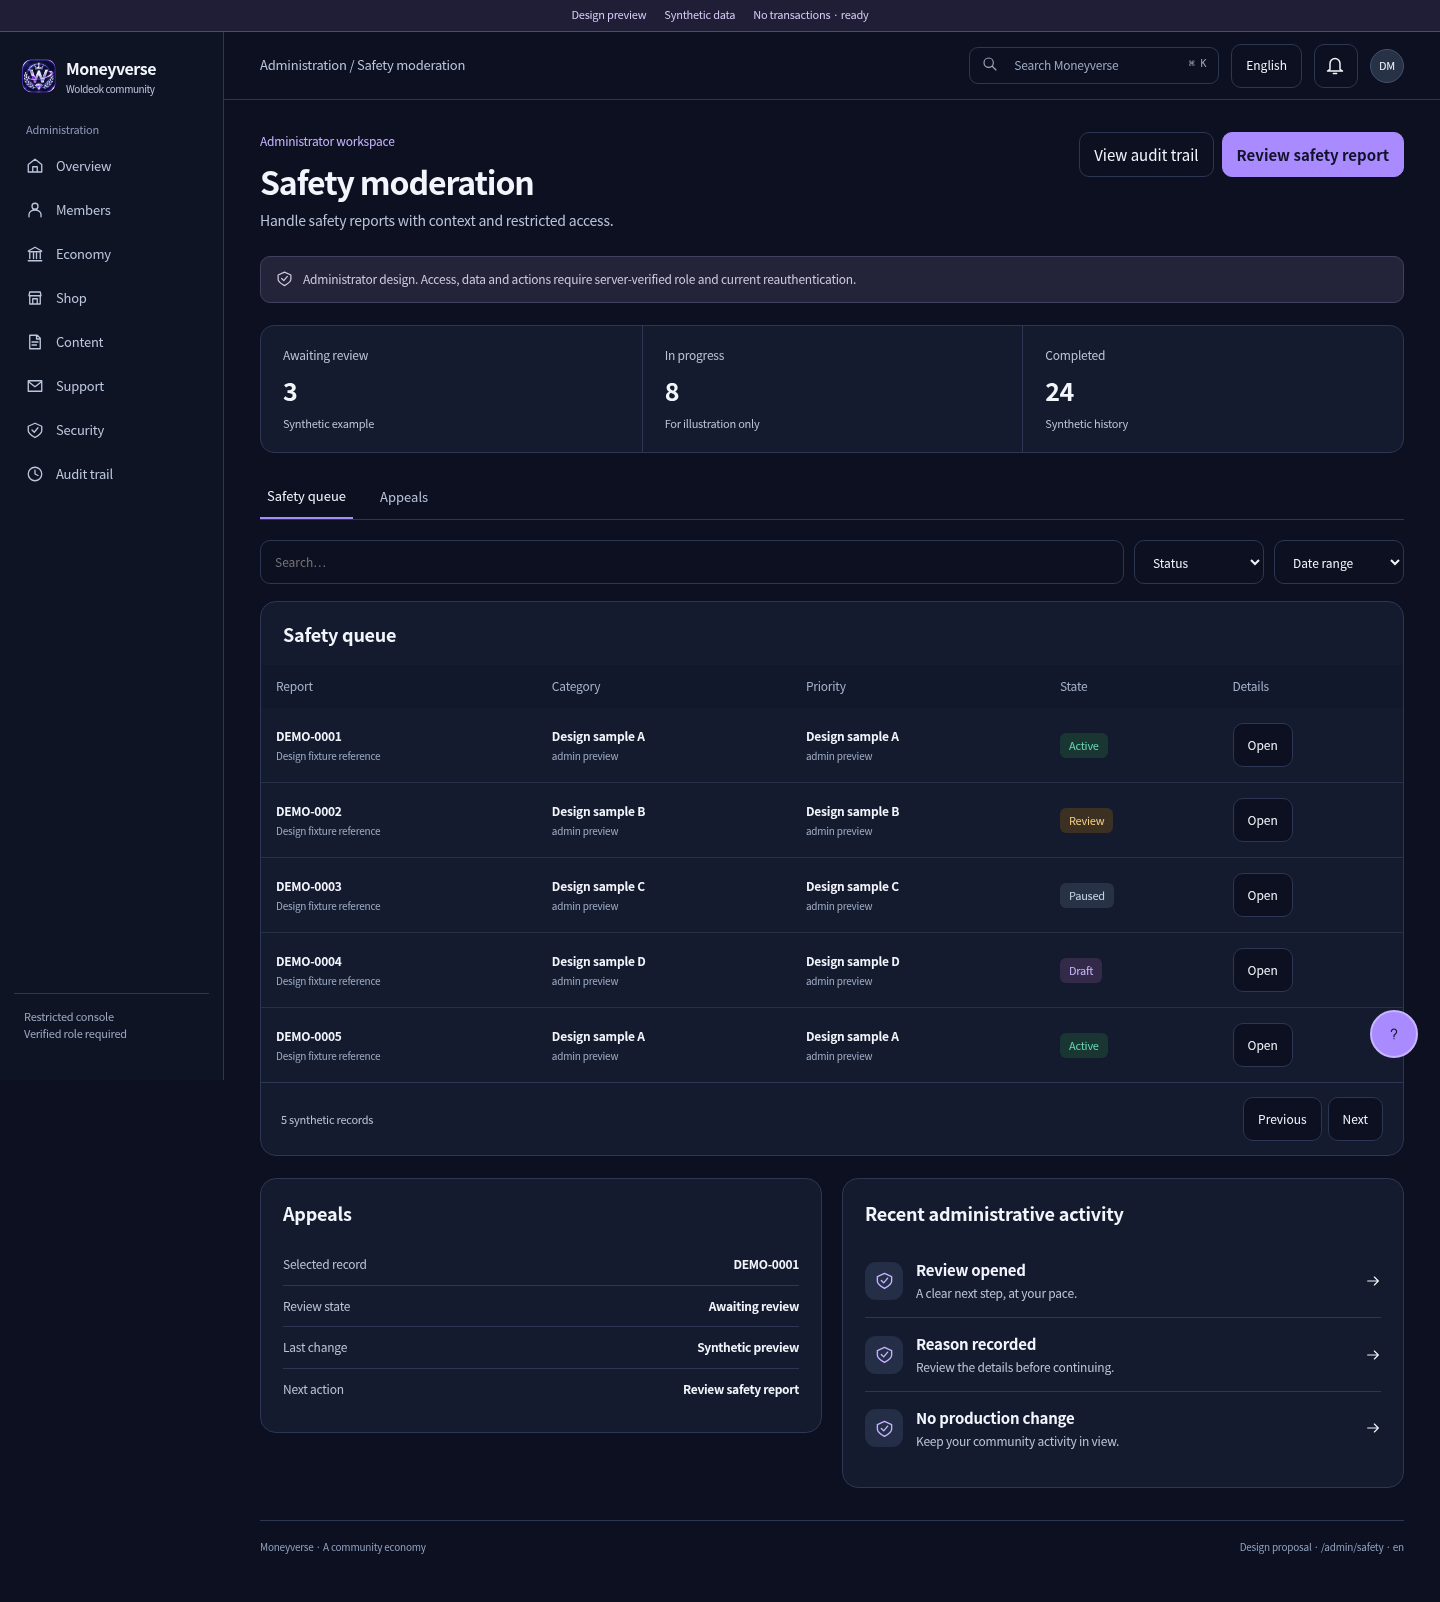 Design preview Synthetic data No transactions · ready
Moneyverse
Woldeok community
Administration
Overview
Members
Economy
Shop
Content
Support
Security
Audit trail
Restricted console
Verified role required
Administration / Safety moderation
Search Moneyverse ⌘ K
English
DM
Administrator workspace
Safety moderation
Handle safety reports with context and restricted access.
View audit trail
Review safety report
Administrator design. Access, data and actions require server-verified role and current reauthentication.
Awaiting review
3
Synthetic example
In progress
8
For illustration only
Completed
24
Synthetic history
Safety queue Appeals
Search…
Status
Date range
Safety queue
Report Category Priority State Details
DEMO-0001 Design sample A Design sample A Active Open
Design fixture reference admin preview admin preview
DEMO-0002 Design sample B Design sample B Review Open
Design fixture reference admin preview admin preview
DEMO-0003 Design sample C Design sample C Paused Open
Design fixture reference admin preview admin preview
DEMO-0004 Design sample D Design sample D Draft Open
Design fixture reference admin preview admin preview
DEMO-0005 Design sample A Design sample A Active Open
Design fixture reference admin preview admin preview
?
5 synthetic records
Previous Next
Appeals
Selected record DEMO-0001
Review state Awaiting review
Last change Synthetic preview
Next action Review safety report
Recent administrative activity
Review opened
A clear next step, at your pace.
→
Reason recorded
Review the details before continuing.
→
No production change
Keep your community activity in view.
→
Moneyverse · A community economy
Design proposal · /admin/safety · en